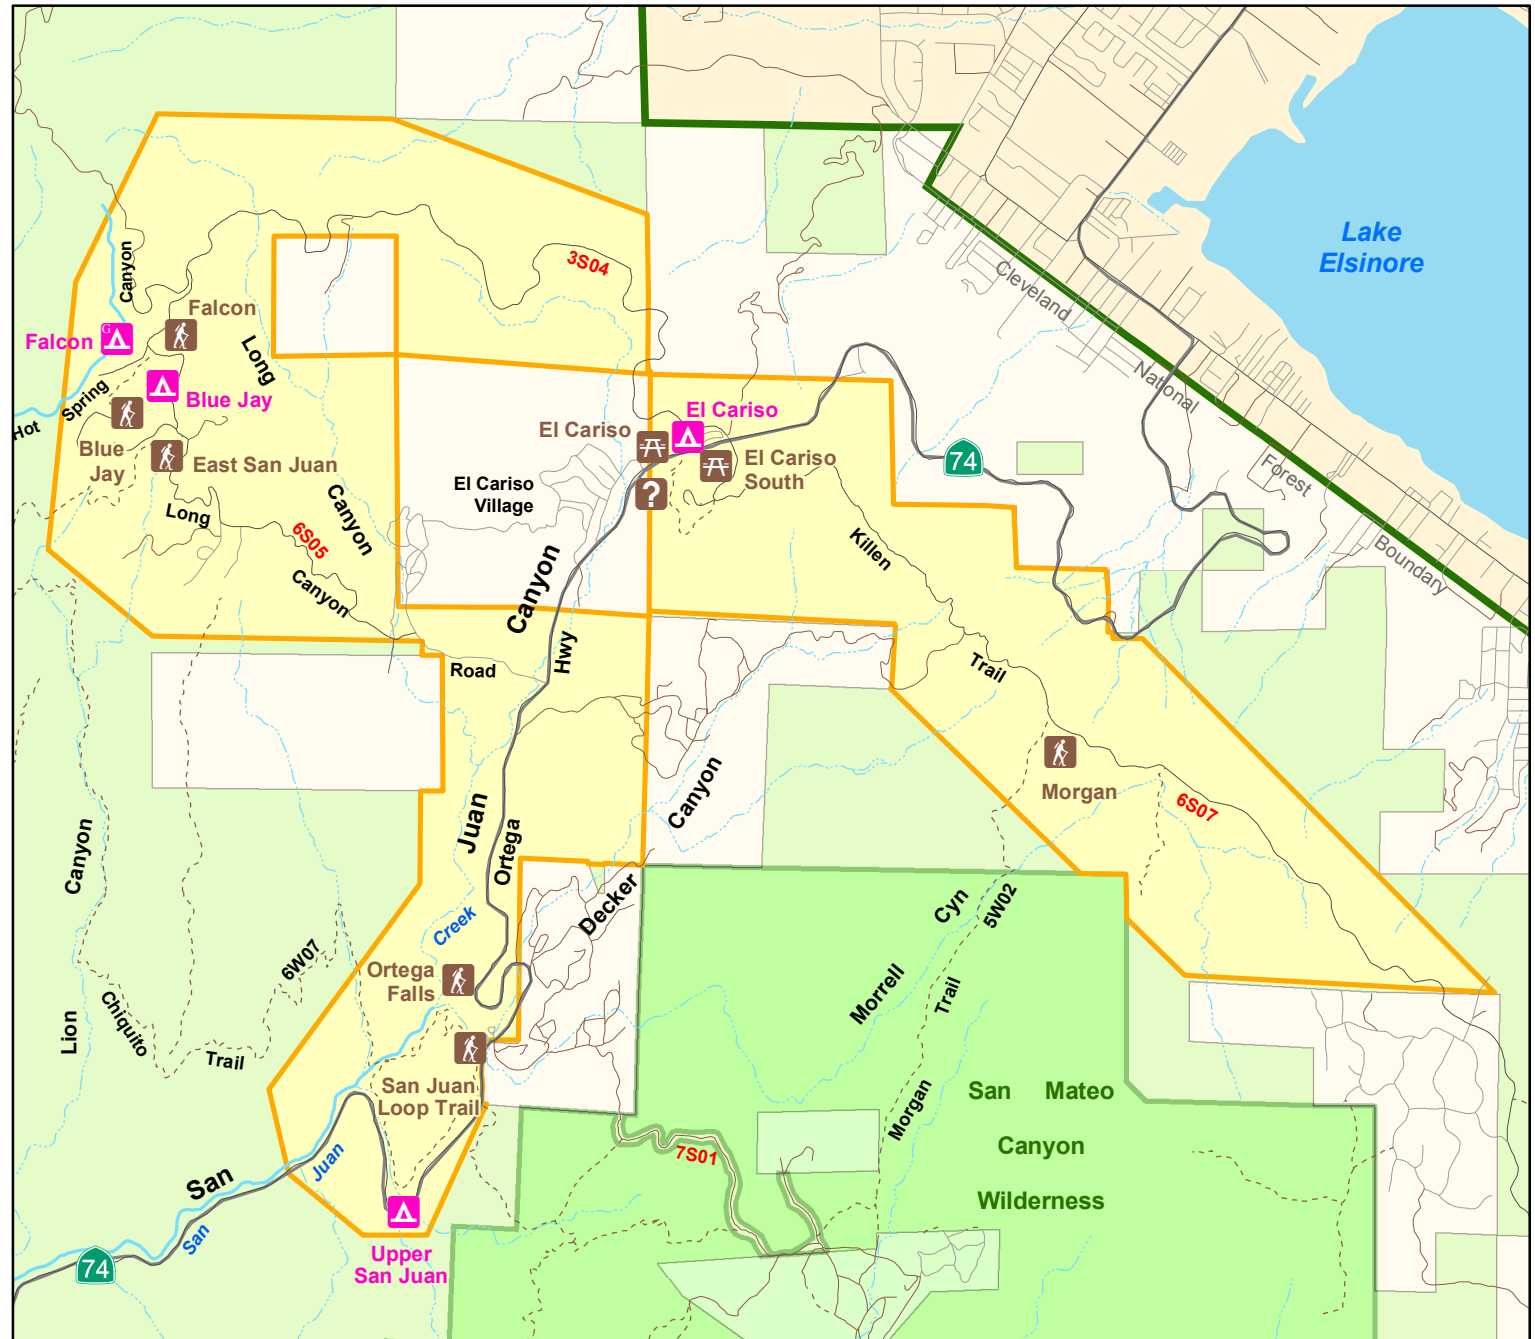 Lake
Elsinore
Cleveland
National
Forest
Boundary
3S04
Canyon
Falcon
Falcon
G
Long
Canyon
Blue Jay
Hot
Spring
Blue
Jay
East San Juan
Long
6S05
Canyon
Road
El Cariso
El Cariso
El Cariso
South
?
El Cariso
Village
74
Killen
Trail
Canyon
Hwy
Morgan
6S07
Juan
Ortega
Canyon
Decker
Creek
Canyon
Lion
Chiquito
Trail
6W07
Ortega
Falls
San Juan
Loop Trail
Cyn
Morrell
5W02
Trail
Morgan
San Mateo
Canyon
Wilderness
7S01
San
Juan
San
74
Upper
San Juan